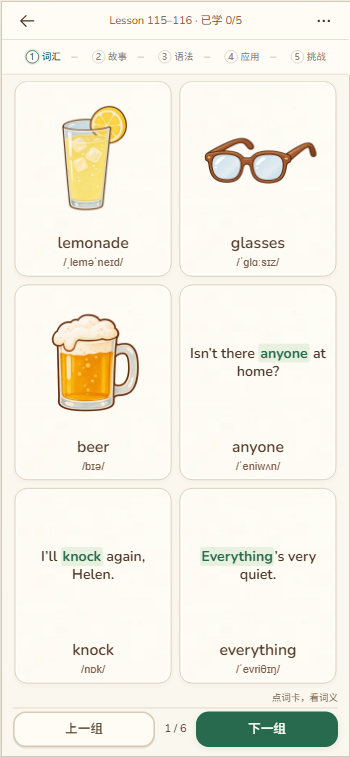 Lesson 115–116 · 已学 0/5
1 词汇 – 2 故事 – 3 语法 – 4 应用 – 5 挑战
lemonade
/ˌleməˈneɪd/
glasses
/ˈɡlɑːsɪz/
beer
/bɪə/
Isn't there anyone at
home?
anyone
/ˈeniwʌn/
I'll knock again,
Helen.
knock
/nɒk/
Everything's very
quiet.
everything
/ˈevriθɪŋ/
点词卡，看词义
上一组
1 / 6
下一组